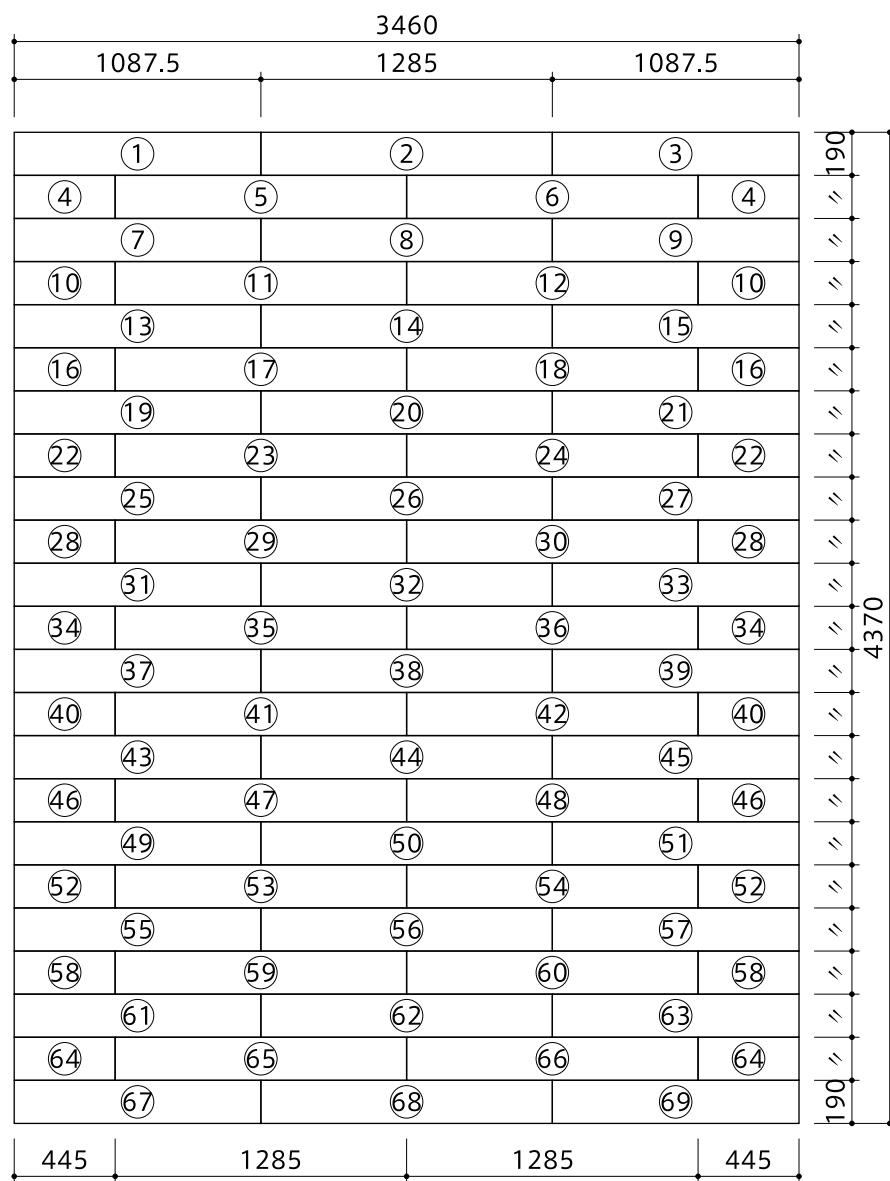 3460
1087.5 1285 1087.5
① ② ③ 190
④ ⑤ ⑥ ④ 〃
⑦ ⑧ ⑨ 〃
⑩ ⑪ ⑫ ⑩ 〃
⑬ ⑭ ⑮ 〃
⑯ ⑰ ⑱ ⑯ 〃
⑲ ⑳ ㉑ 〃
㉒ ㉓ ㉔ ㉒ 〃
㉕ ㉖ ㉗ 〃
㉘ ㉙ ㉚ ㉘ 〃
㉛ ㉜ ㉝ 〃
㉞ ㉟ ㊱ ㉞ 〃
4370
㊲ ㊳ ㊴ 〃
㊵ ㊶ ㊷ ㊵ 〃
㊸ ㊹ ㊺ 〃
㊻ ㊼ ㊽ ㊻ 〃
㊾ ㊿ 51 〃
52 53 54 52 〃
55 56 57 〃
58 59 60 58 〃
61 62 63 〃
64 65 66 64 〃
67 68 69 190
445 1285 1285 445